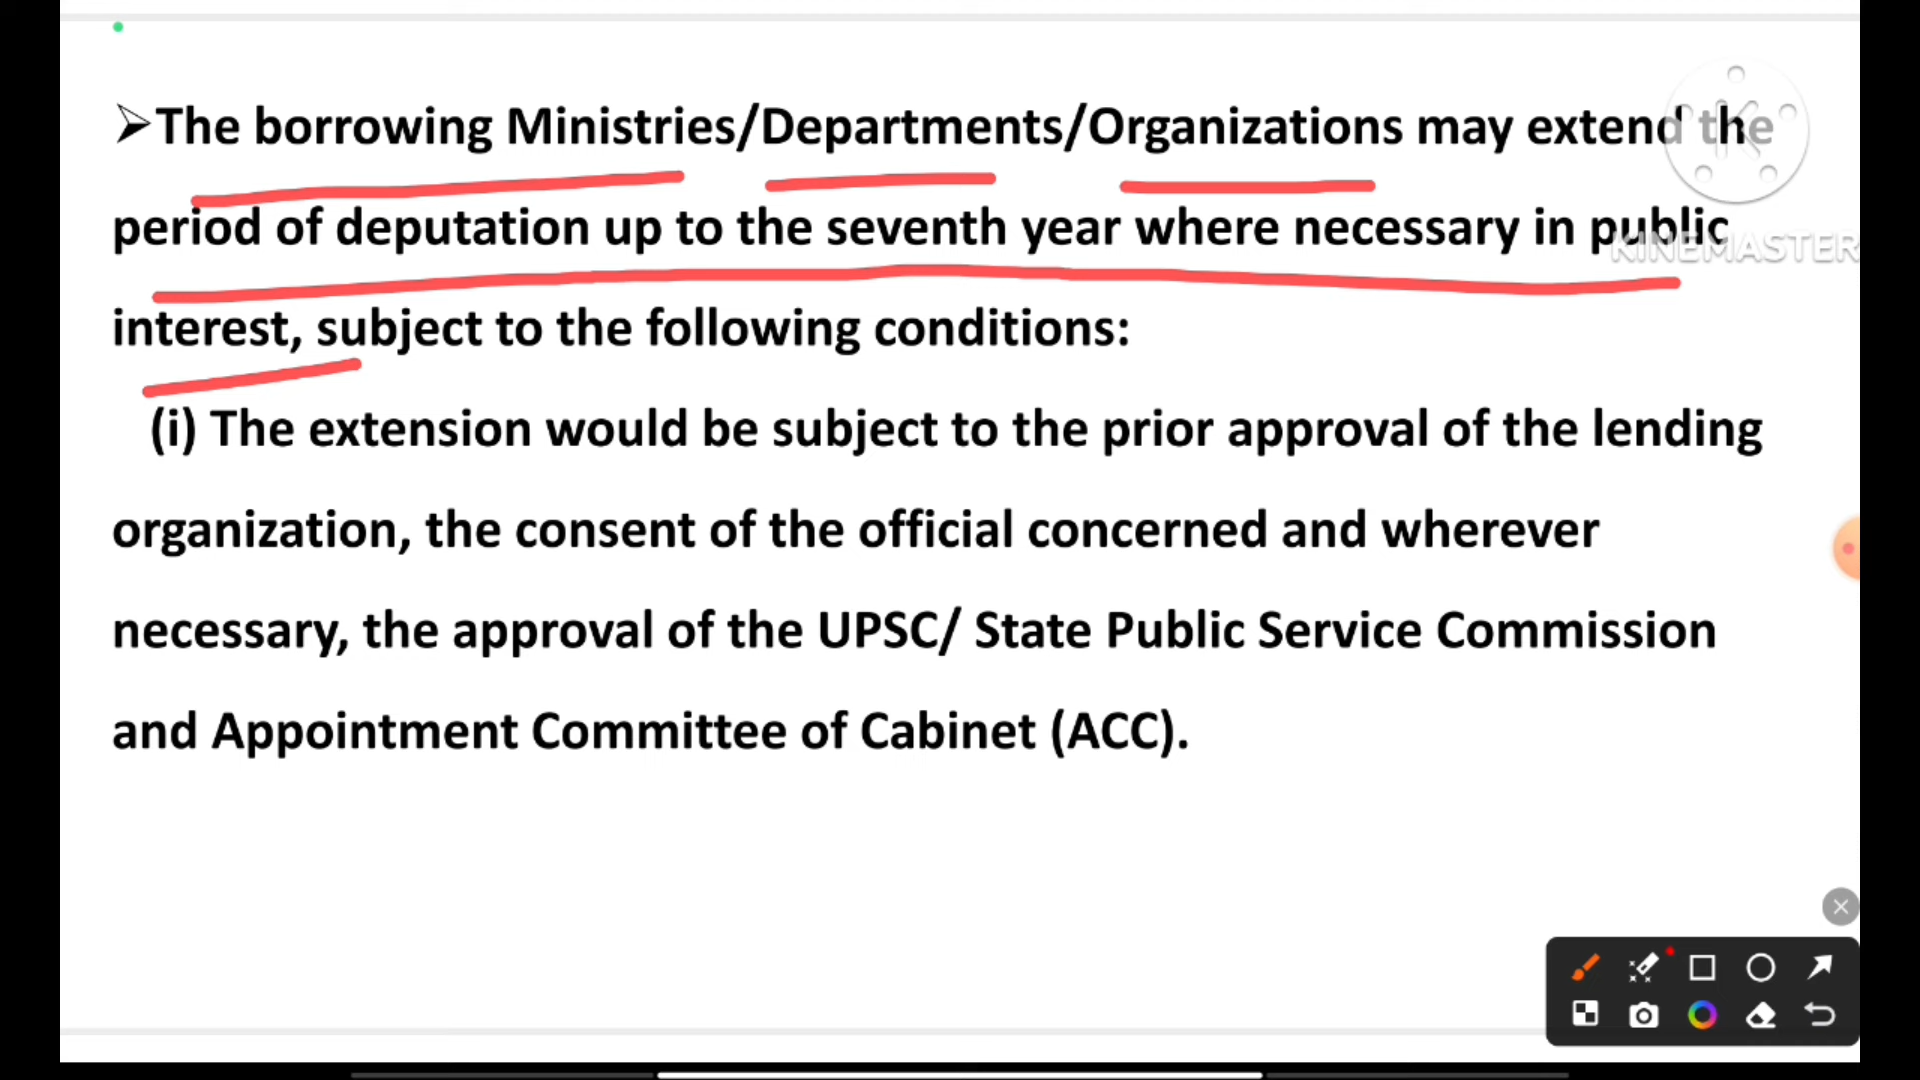 ➢The borrowing Ministries/Departments/Organizations may extend the
period of deputation up to the seventh year where necessary in public
interest, subject to the following conditions:
(i) The extension would be subject to the prior approval of the lending
organization, the consent of the official concerned and wherever
necessary, the approval of the UPSC/ State Public Service Commission
and Appointment Committee of Cabinet (ACC).
K
KINEMASTER